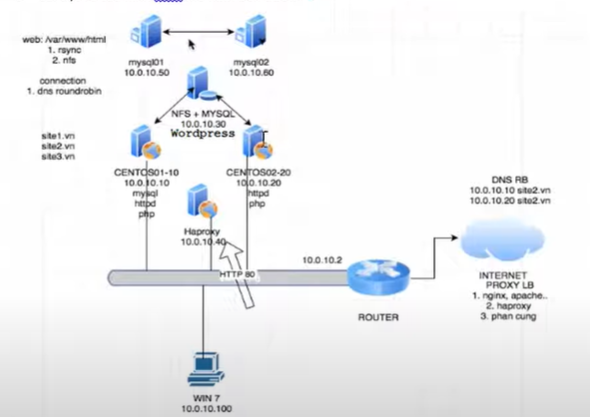 web: /var/www/html
1. rsync
2. nfs
connection
1. dns roundrobin
site1.vn
site2.vn
site3.vn
mysql01
10.0.10.50
mysql02
10.0.10.60
NFS + MYSQL
10.0.10.30
Wordpress
CENTOS01-10
10.0.10.10
mysql
httpd
php
CENTOS02-20
10.0.10.20
httpd
php
Haproxy
10.0.10.40
HTTP 80
10.0.10.2
ROUTER
DNS RB
10.0.10.10 site2.vn
10.0.10.20 site2.vn
INTERNET
PROXY LB
1. nginx, apache..
2. haproxy
3. phan cung
WIN 7
10.0.10.100